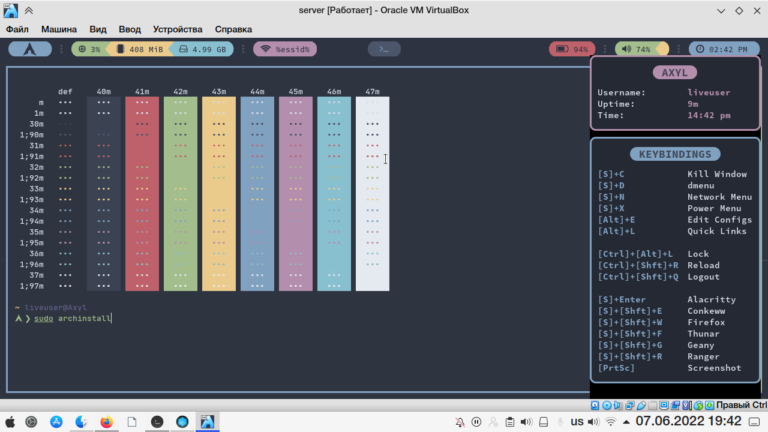 server [Работает] - Oracle VM VirtualBox
Файл Машина Вид Ввод Устройства Справка
3% 408 MiB 4.99 GB %essid% 94% 74% 02:42 PM
def 40m 41m 42m 43m 44m 45m 46m 47m
m
1m
30m
1;90m
31m
1;91m
32m
1;92m
33m
1;93m
34m
1;94m
35m
1;95m
36m
1;96m
37m
1;97m
~ liveuser@Axyl
❯ sudo archinstall
AXYL
Username: liveuser
Uptime: 9m
Time: 14:42 pm
KEYBINDINGS
[S]+C Kill Window
[S]+D dmenu
[S]+N Network Menu
[S]+X Power Menu
[Alt]+E Edit Configs
[Alt]+L Quick Links
[Ctrl]+[Alt]+L Lock
[Ctrl]+[Shft]+R Reload
[Ctrl]+[Shft]+Q Logout
[S]+Enter Alacritty
[S]+[Shft]+E Conkeww
[S]+[Shft]+W Firefox
[S]+[Shft]+F Thunar
[S]+[Shft]+G Geany
[S]+[Shft]+R Ranger
[PrtSc] Screenshot
Правый Ctrl
us 07.06.2022 19:42